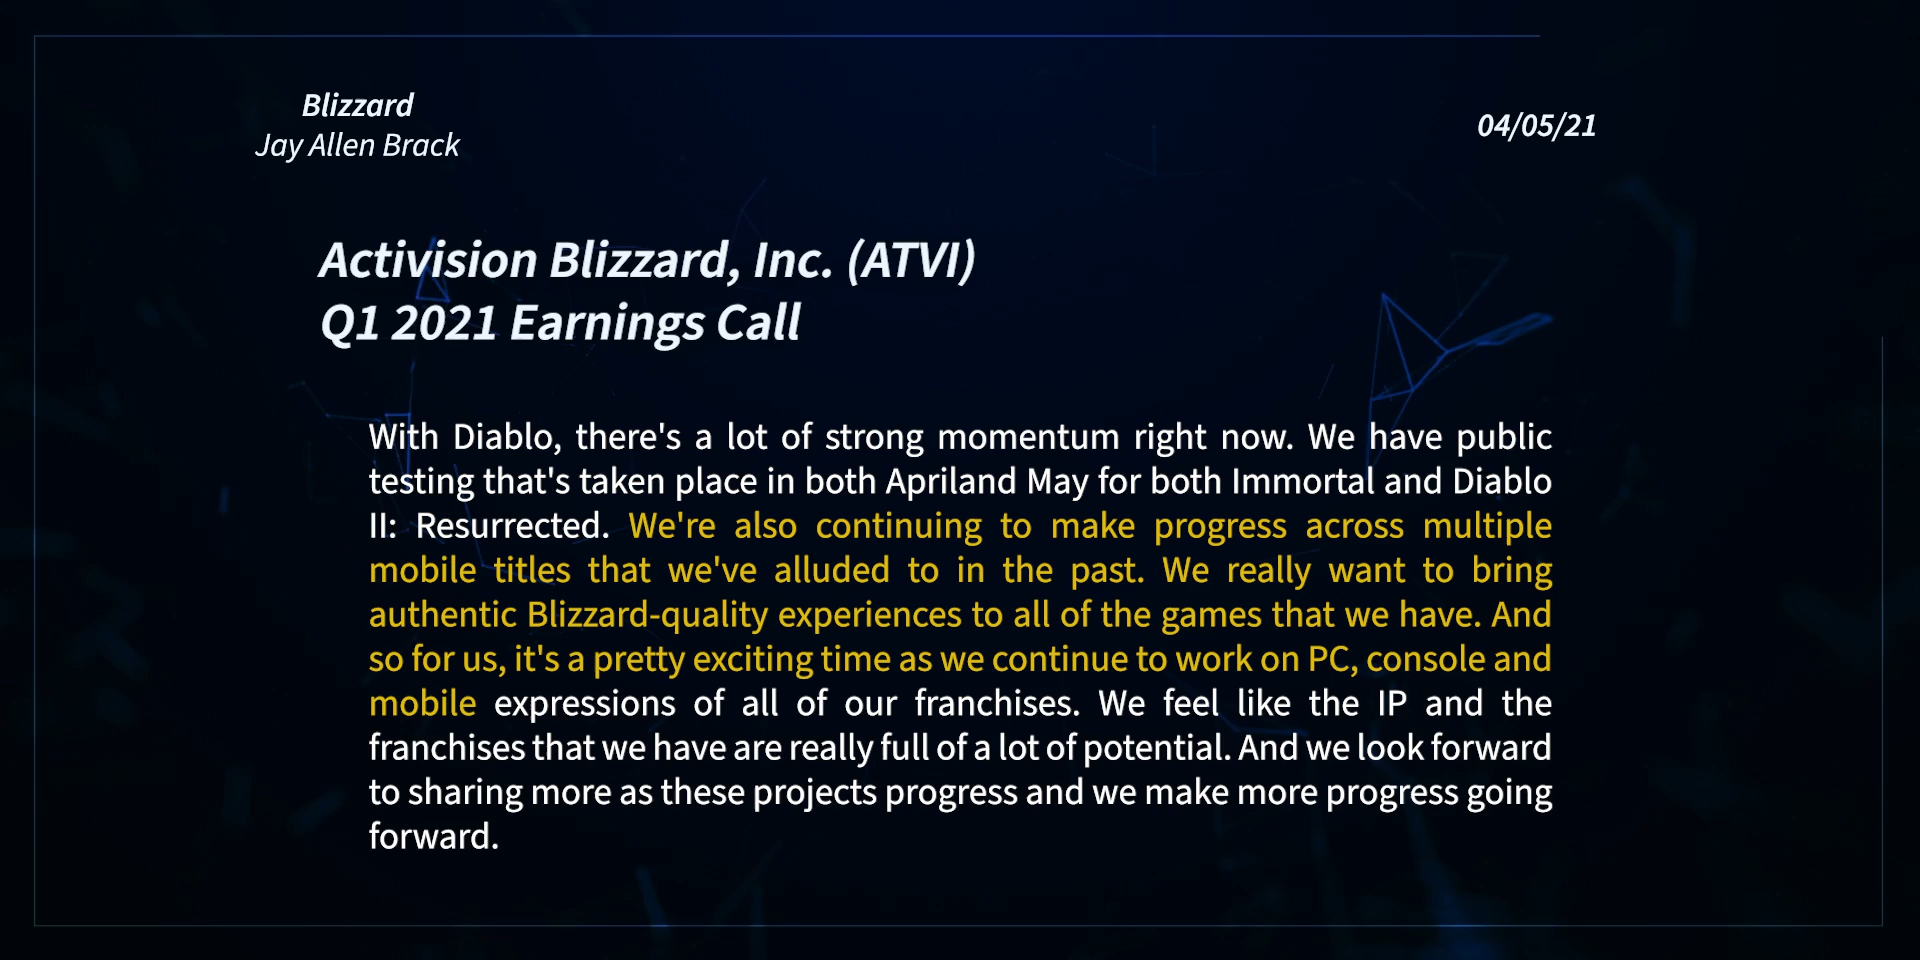 Blizzard
Jay Allen Brack
04/05/21
Activision Blizzard, Inc. (ATVI)
Q1 2021 Earnings Call
With Diablo, there's a lot of strong momentum right now. We have public
testing that's taken place in both Apriland May for both Immortal and Diablo
II: Resurrected. We're also continuing to make progress across multiple
mobile titles that we've alluded to in the past. We really want to bring
authentic Blizzard-quality experiences to all of the games that we have. And
so for us, it's a pretty exciting time as we continue to work on PC, console and
mobile expressions of all of our franchises. We feel like the IP and the
franchises that we have are really full of a lot of potential. And we look forward
to sharing more as these projects progress and we make more progress going
forward.